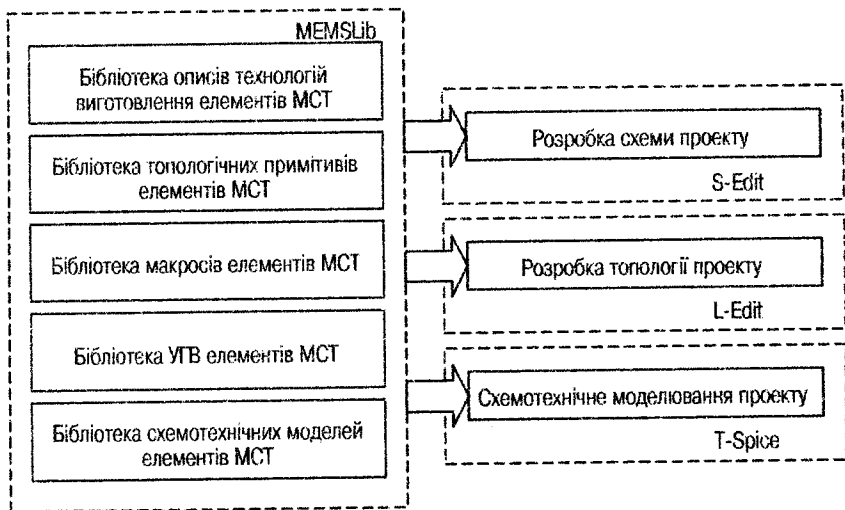 MEMSLib
Бібліотека описів технологій
виготовлення елементів МСТ
Бібліотека топологічних примітивів
елементів МСТ
Бібліотека макросів елементів МСТ
Бібліотека УГВ елементів МСТ
Бібліотека схемотехнічних моделей
елементів МСТ
Розробка схеми проекту
S-Edit
Розробка топології проекту
L-Edit
Схемотехнічне моделювання проекту
T-Spice